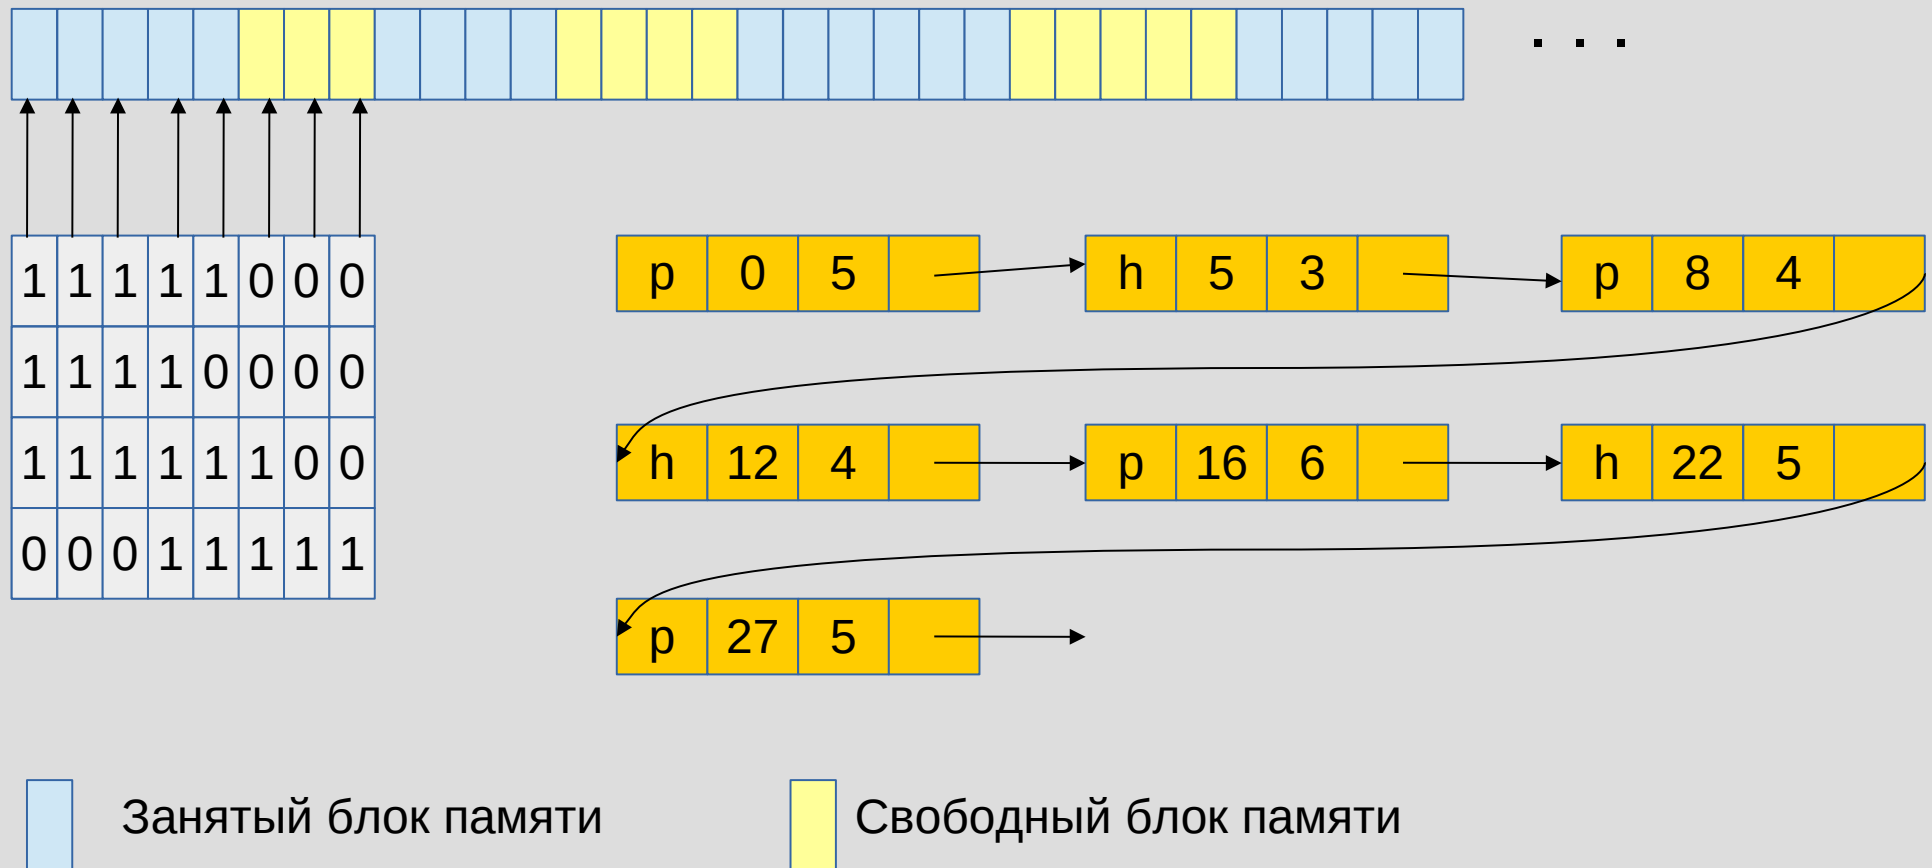 . . .
1 1 1 1 1 0 0 0
p 0 5
h 5 3
p 8 4
1 1 1 1 0 0 0 0
1 1 1 1 1 1 0 0
h 12 4
p 16 6
h 22 5
0 0 0 1 1 1 1 1
p 27 5
Занятый блок памяти
Свободный блок памяти